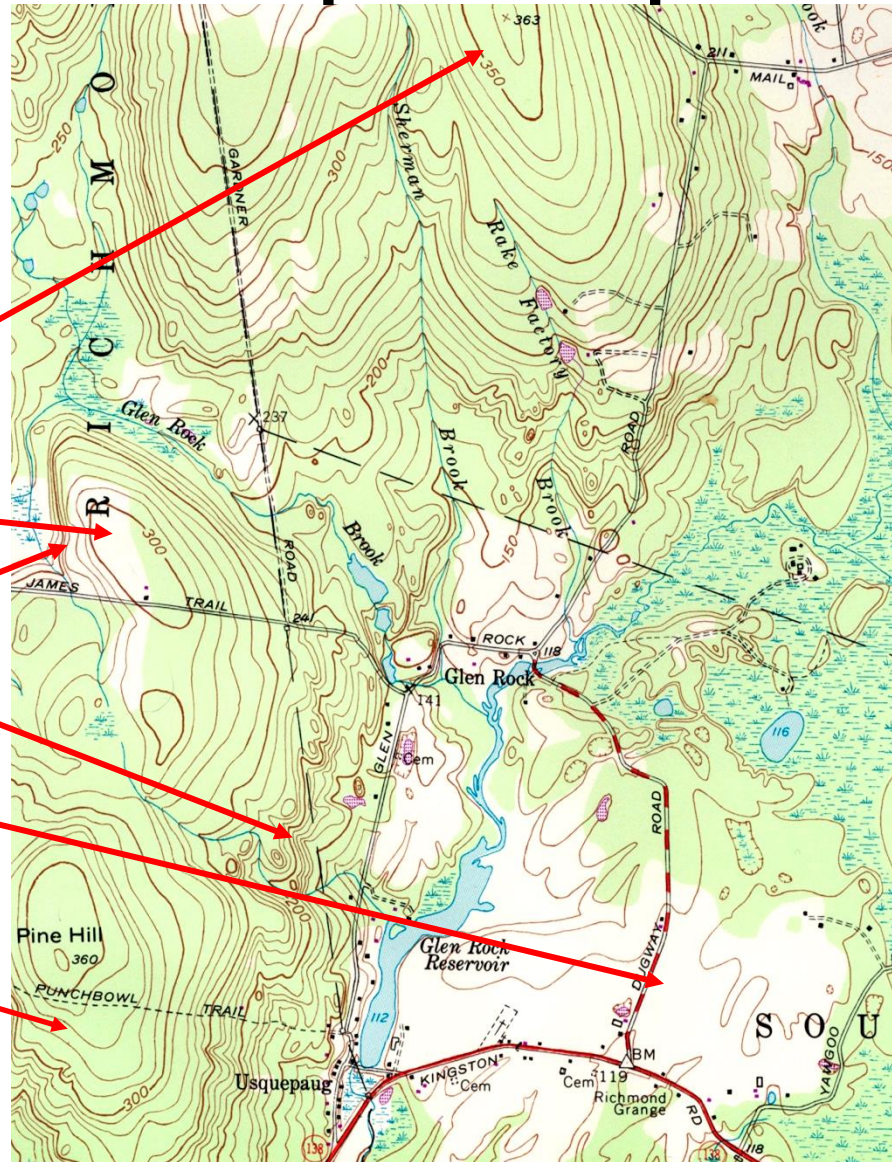 363
350
ook
211
MAIL
150
250
RICHMO
GARDNER
Sherman
300
Rake
Factory
200
Glen Rock
237
Brook
Brook
Brook
ROAD
300
150
ROAD
JAMES
TRAIL
241
ROCK
118
Glen Rock
141
116
GLEN
Cem
ROAD
200
Pine Hill
360
Glen Rock
Reservoir
DUGWAY
PUNCHBOWL
TRAIL
112
SOU
YAWGOO
Usquepaug
KINGSTON
BM
Cem
Cem
119
Richmond
Grange
RD
300
138
138
118